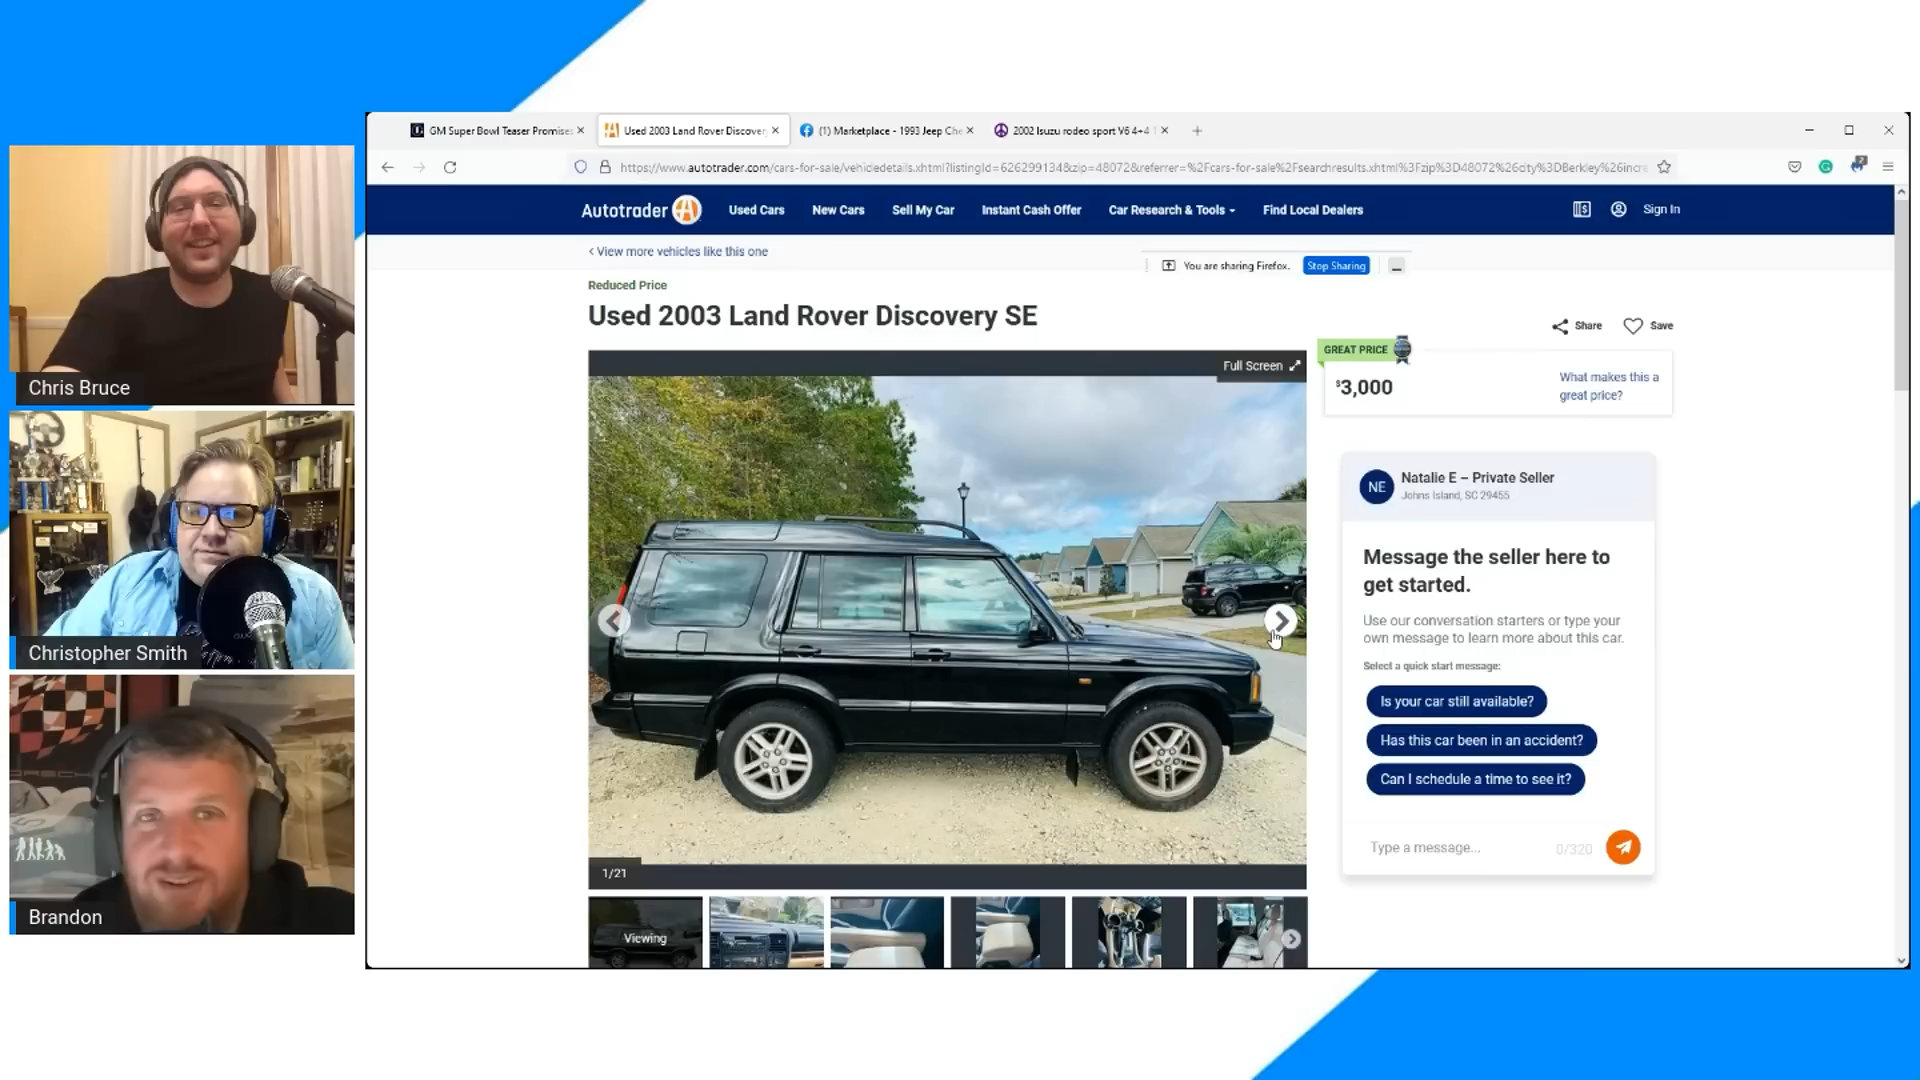 GM Super Bowl Teaser Promises
Used 2003 Land Rover Discovery
(1) Marketplace - 1993 Jeep Che
2002 Isuzu rodeo sport V6 4+4
Autotrader
Used Cars
New Cars
Sell My Car
Instant Cash Offer
Car Research & Tools
Find Local Dealers
Sign In
< View more vehicles like this one
You are sharing Firefox.
Stop Sharing
Reduced Price
Used 2003 Land Rover Discovery SE
Share
Save
Full Screen
GREAT PRICE
$3,000
What makes this a
great price?
NE
Natalie E – Private Seller
Johns Island, SC 29455
Message the seller here to
get started.
Use our conversation starters or type your
own message to learn more about this car.
Select a quick start message:
Is your car still available?
Has this car been in an accident?
Can I schedule a time to see it?
Type a message...
0/320
1/21
Viewing
Chris Bruce
Christopher Smith
Brandon